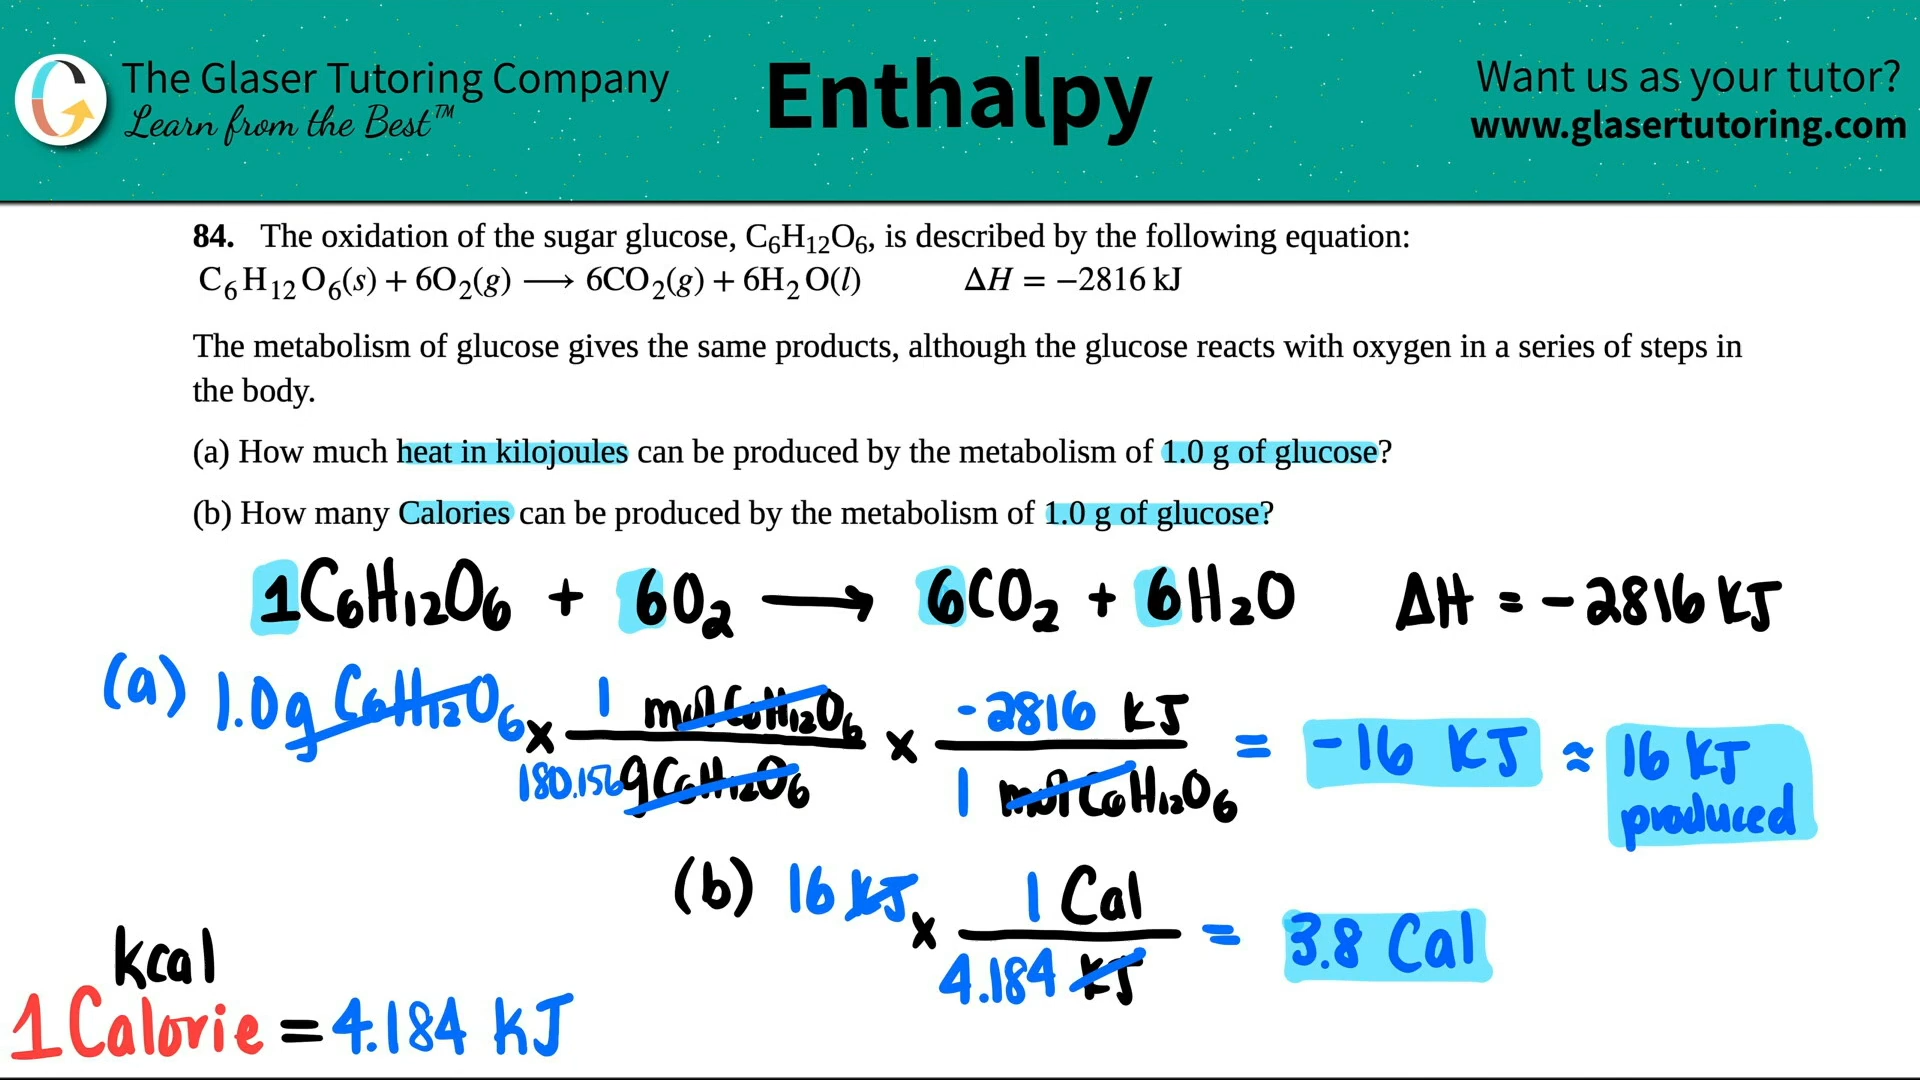 The Glaser Tutoring Company
Learn from the Best™
Enthalpy
Want us as your tutor?
www.glasertutoring.com
84. The oxidation of the sugar glucose, C₆H₁₂O₆, is described by the following equation:
C₆H₁₂O₆(s) + 6O₂(g) ⟶ 6CO₂(g) + 6H₂O(l) ΔH = −2816 kJ
The metabolism of glucose gives the same products, although the glucose reacts with oxygen in a series of steps in
the body.
(a) How much heat in kilojoules can be produced by the metabolism of 1.0 g of glucose?
(b) How many Calories can be produced by the metabolism of 1.0 g of glucose?
1C₆H₁₂O₆ + 6O₂ ⟶ 6CO₂ + 6H₂O ΔH = -2816 kJ
(a) 1.0g C₆H₁₂O₆ x 1 mol C₆H₁₂O₆ x -2816 kJ = -16 kJ ≈ 16 kJ produced
180.156 g C₆H₁₂O₆ 1 mol C₆H₁₂O₆
(b) 16 kJ x 1 Cal = 3.8 Cal
4.184 kJ
kcal
1 Calorie = 4.184 kJ